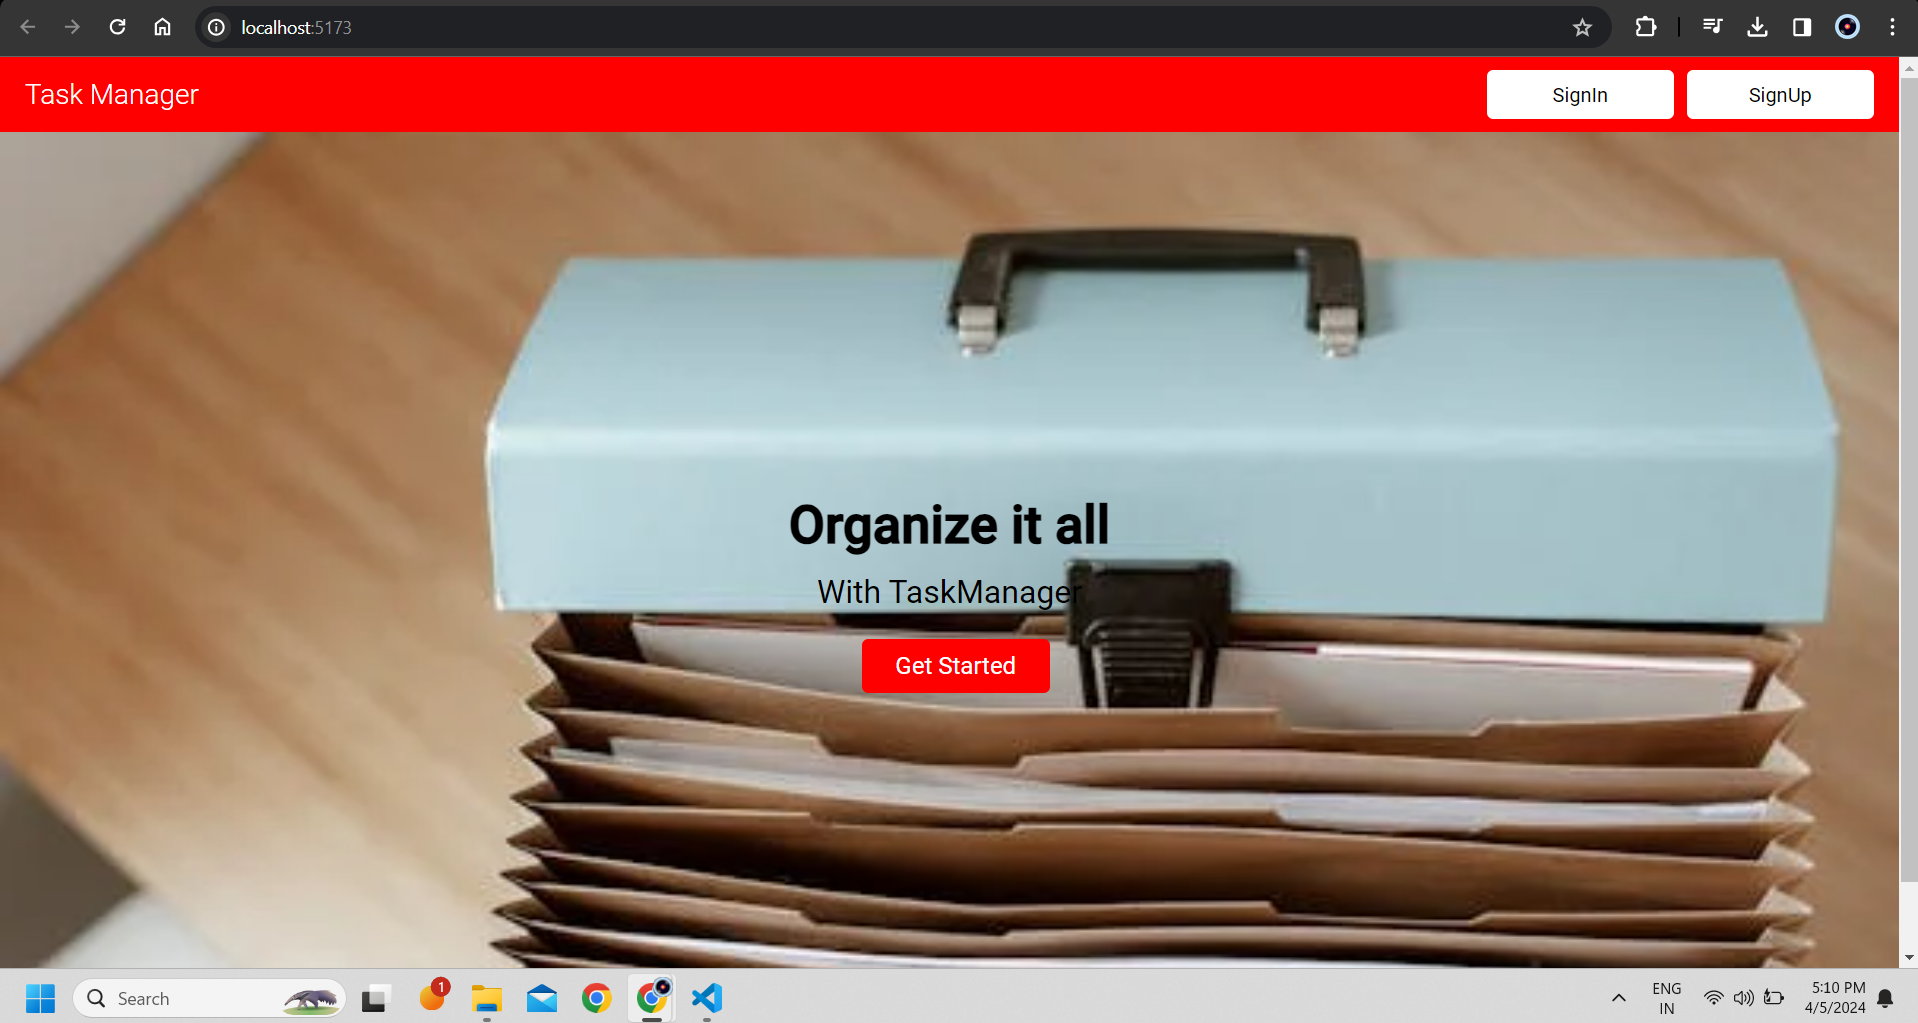 localhost:5173
Task Manager
SignIn
SignUp
Organize it all
With TaskManager
Get Started
Search
1
ENG
IN
5:10 PM
4/5/2024